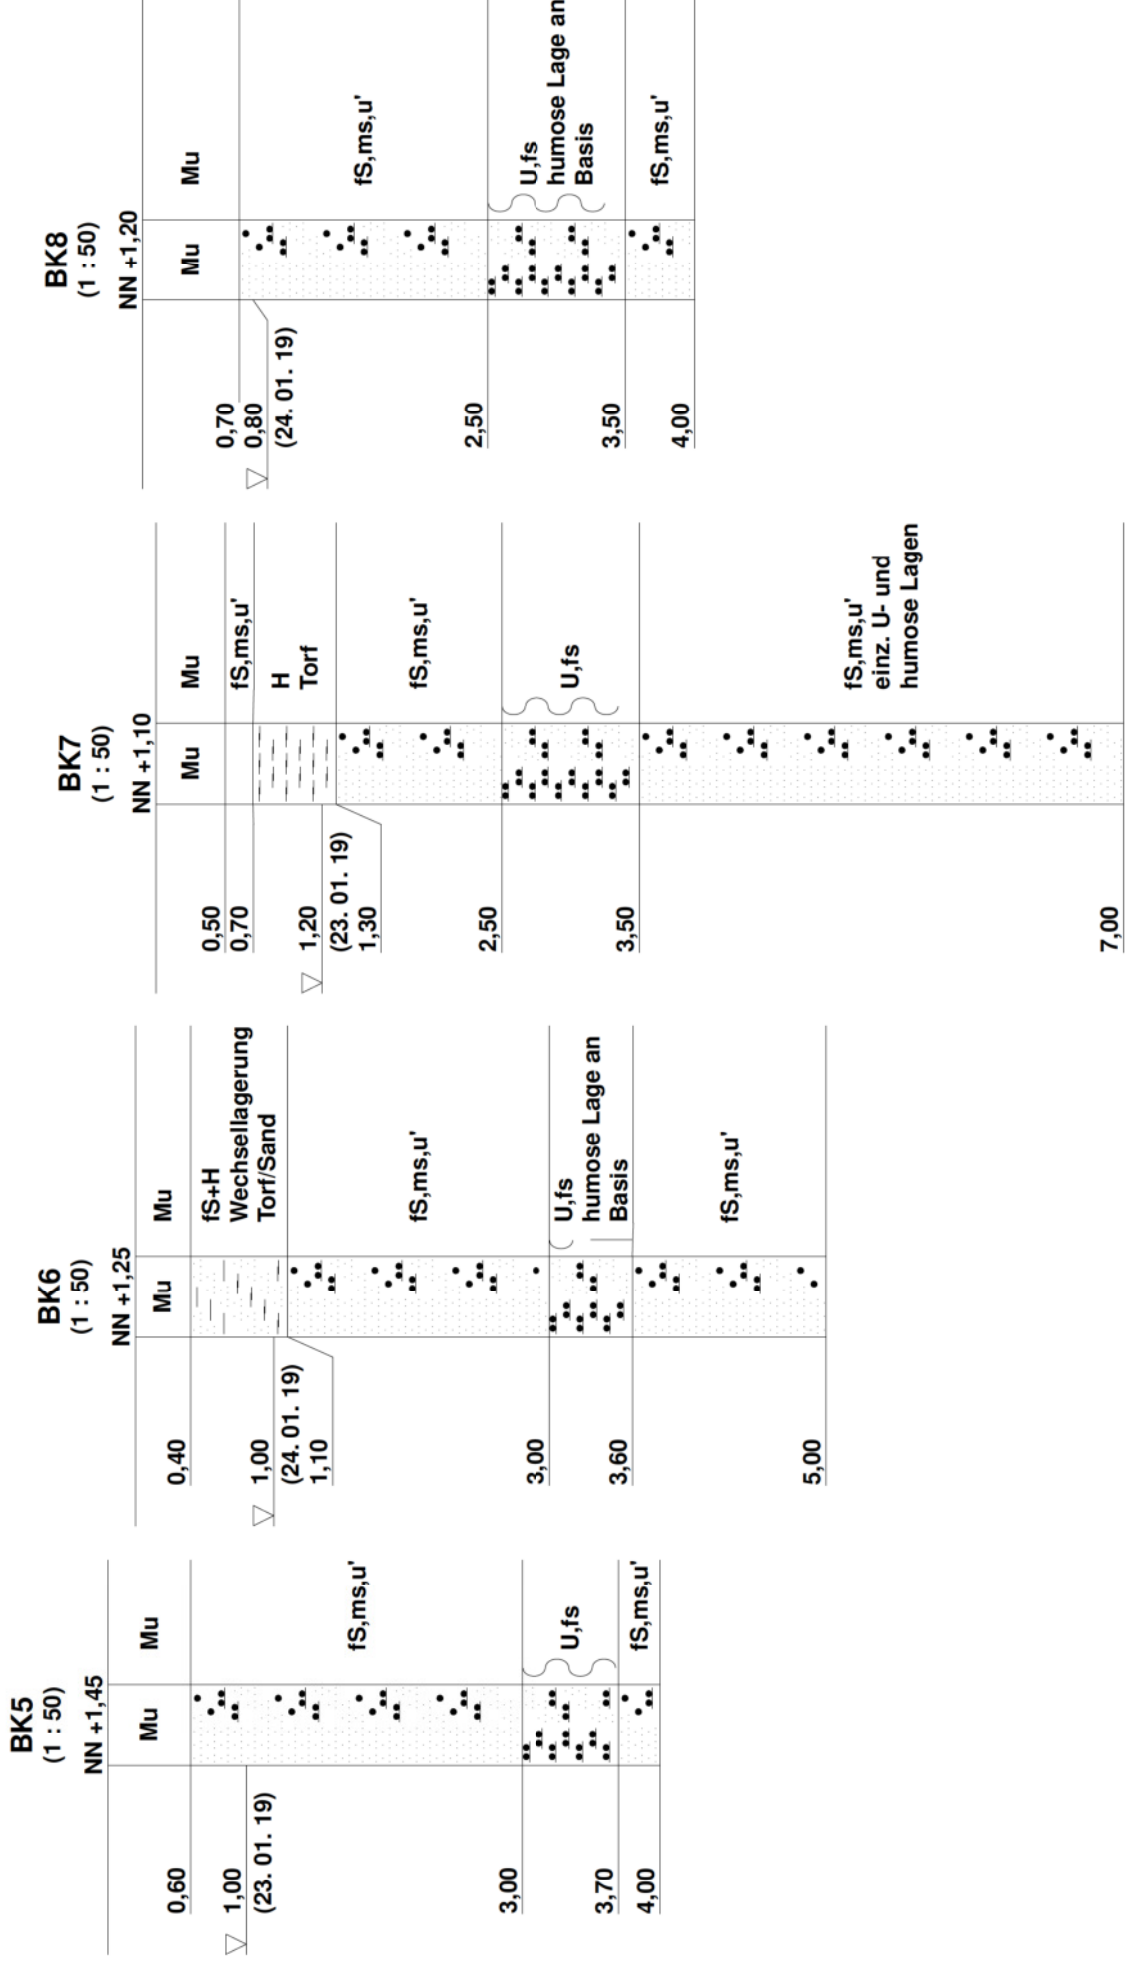 BK5
(1 : 50)
NN +1,45
Mu
Mu
0,60
1,00
(23. 01. 19)
fS,ms,u'
3,00
U,fs
3,70
fS,ms,u'
4,00
BK6
(1 : 50)
NN +1,25
Mu
Mu
0,40
fS+H
Wechsellagerung
Torf/Sand
1,00
(24. 01. 19)
1,10
fS,ms,u'
3,00
U,fs
humose Lage an
Basis
3,60
fS,ms,u'
5,00
BK7
(1 : 50)
NN +1,10
Mu
Mu
0,50
fS,ms,u'
0,70
H
Torf
1,20
(23. 01. 19)
1,30
fS,ms,u'
2,50
U,fs
3,50
fS,ms,u'
einz. U- und
humose Lagen
7,00
BK8
(1 : 50)
NN +1,20
Mu
Mu
0,70
0,80
(24. 01. 19)
fS,ms,u'
2,50
U,fs
humose Lage an
Basis
3,50
fS,ms,u'
4,00